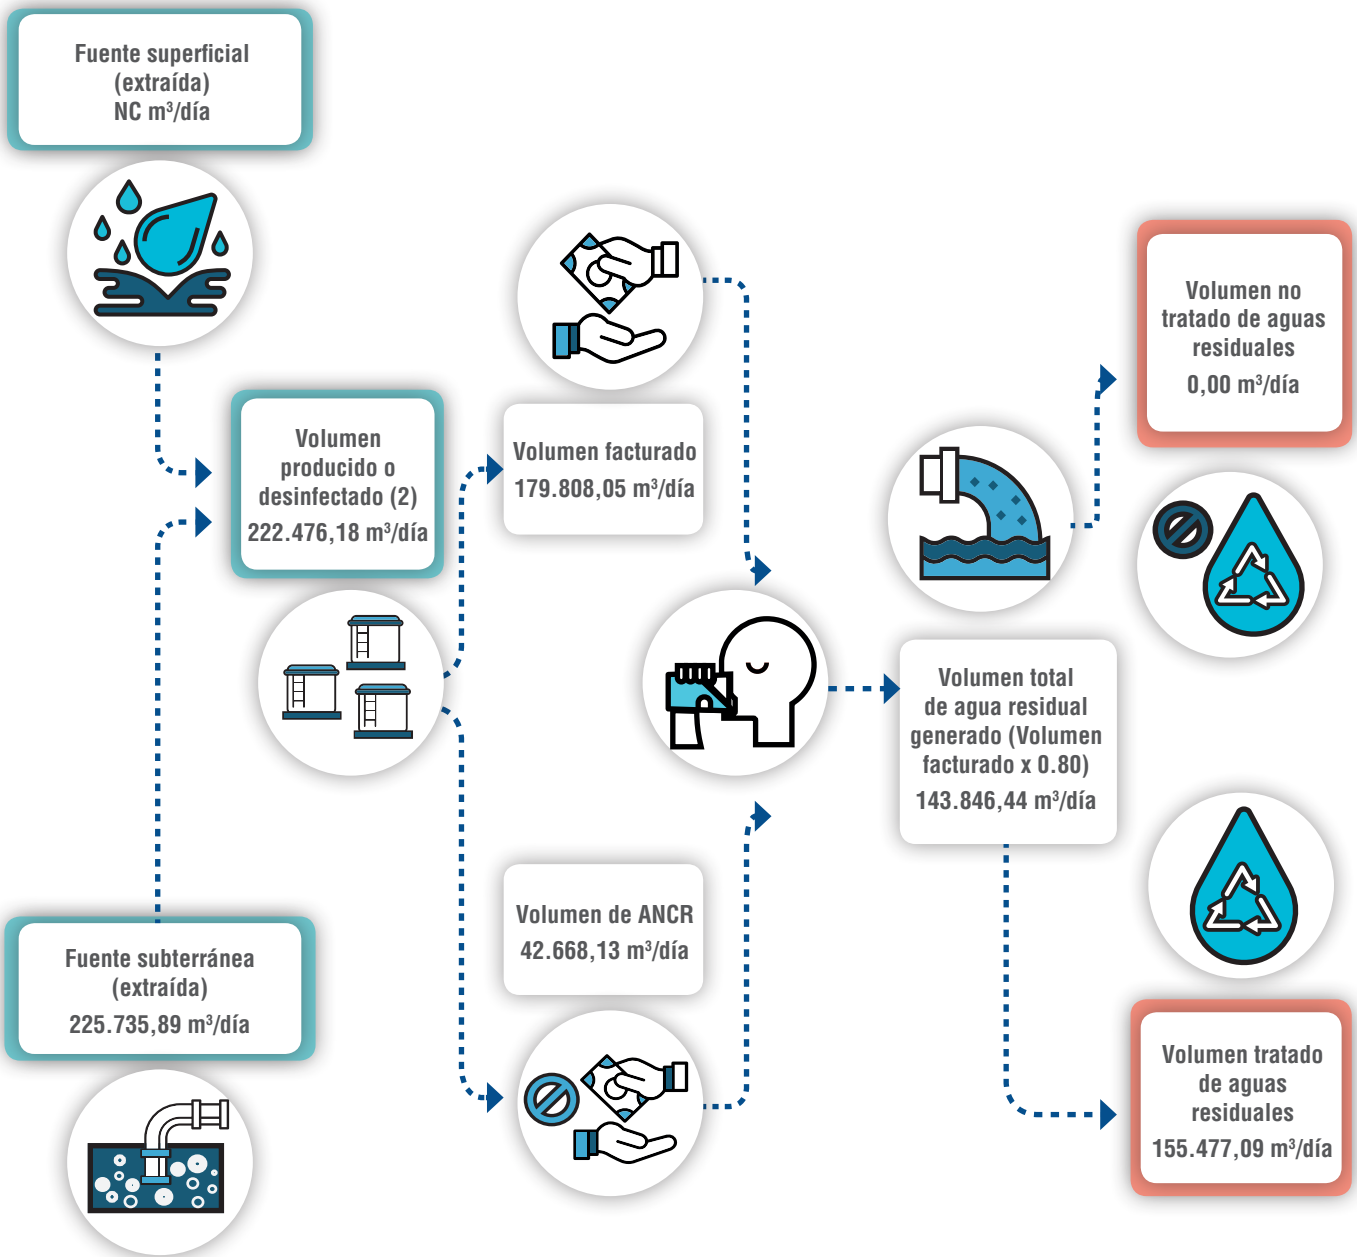 Fuente superficial
(extraída)
NC m³/día
Volumen
producido o
desinfectado (2)
222.476,18 m³/día
Fuente subterránea
(extraída)
225.735,89 m³/día
Volumen facturado
179.808,05 m³/día
Volumen de ANCR
42.668,13 m³/día
Volumen total
de agua residual
generado (Volumen
facturado x 0.80)
143.846,44 m³/día
Volumen no
tratado de aguas
residuales
0,00 m³/día
Volumen tratado
de aguas
residuales
155.477,09 m³/día